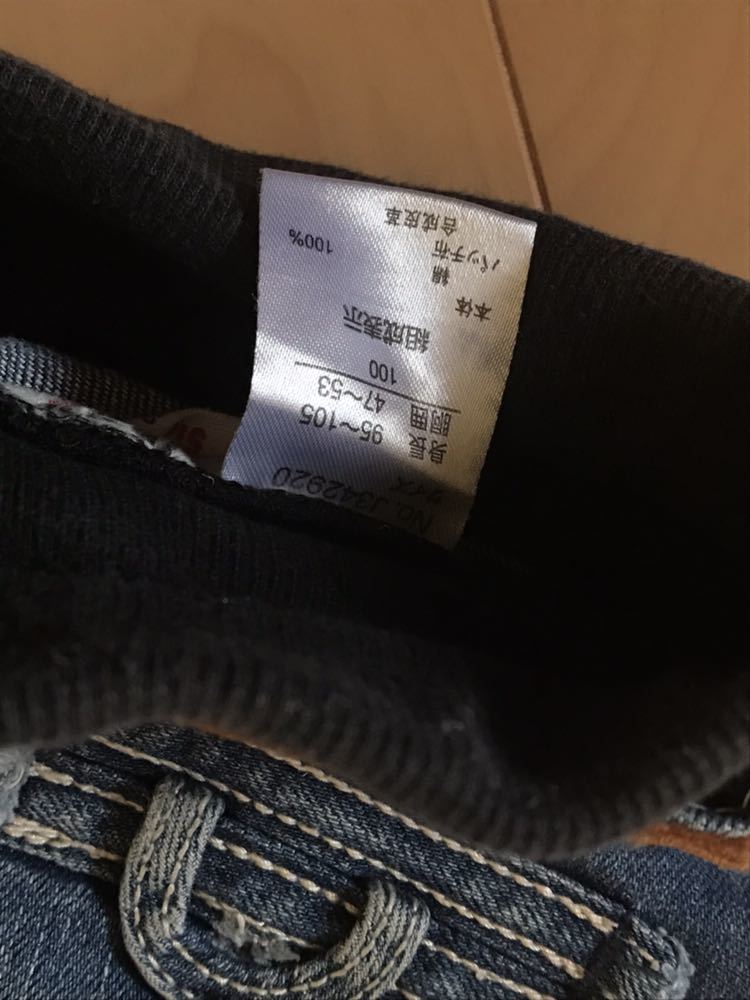 No. J342920
サイズ
身長 95〜105
胴囲 47〜53
100
組成表示
本体
綿 100%
パッチ布
合成皮革